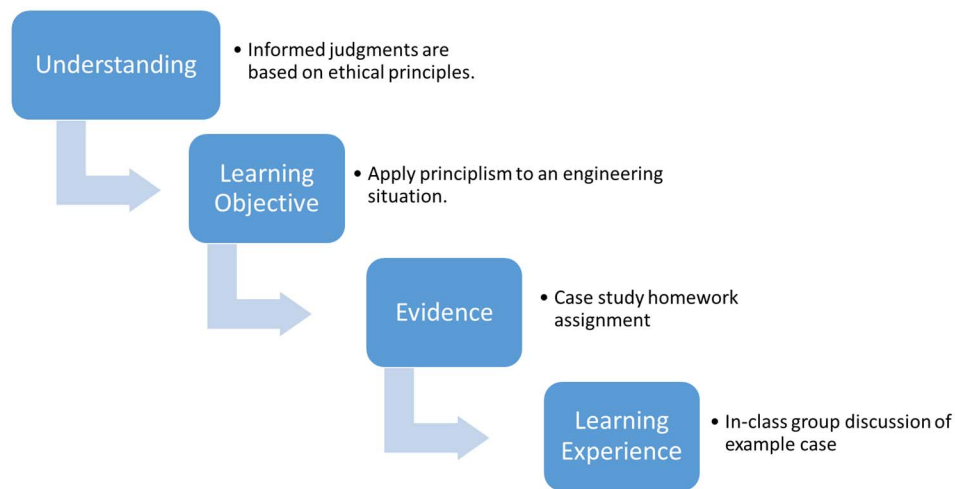 Understanding
• Informed judgments are
based on ethical principles.
Learning
Objective
• Apply principlism to an engineering
situation.
Evidence
• Case study homework
assignment
Learning
Experience
• In-class group discussion of
example case